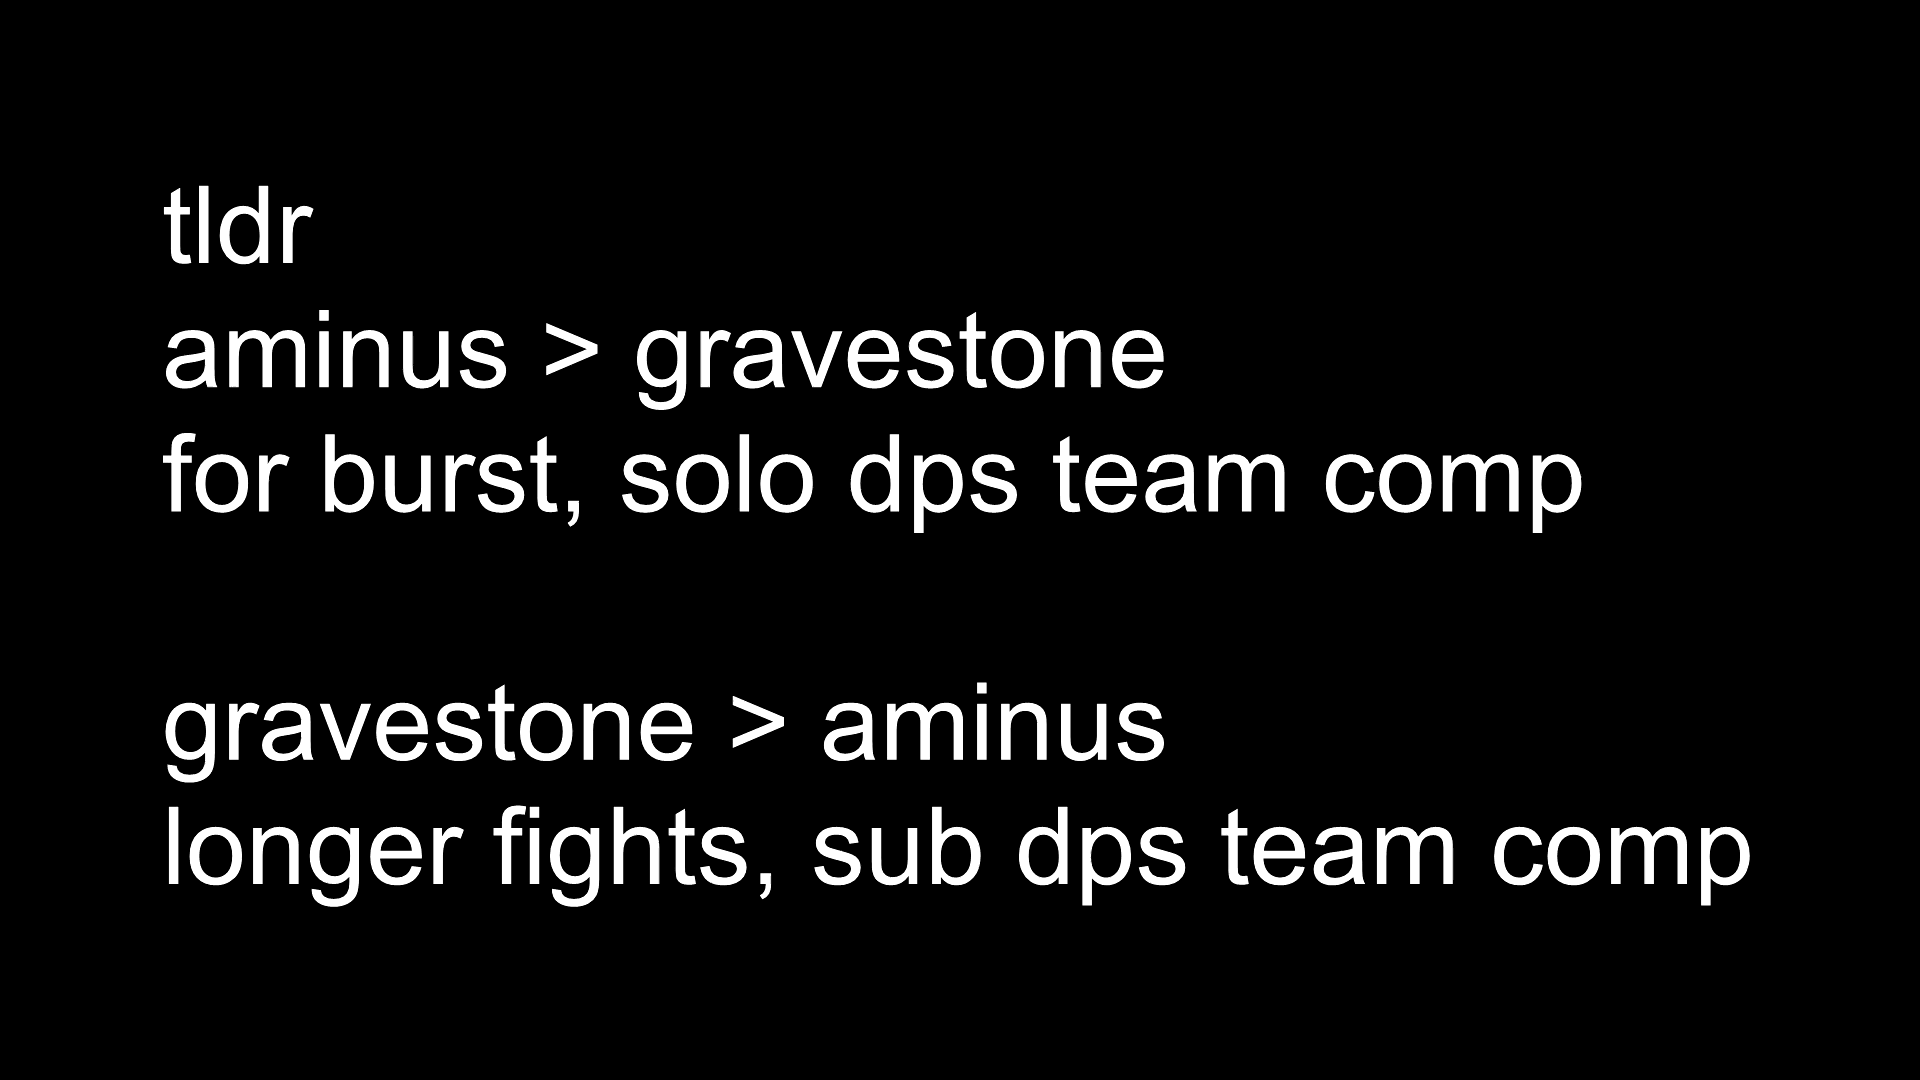 tldr
aminus > gravestone
for burst, solo dps team comp
gravestone > aminus
longer fights, sub dps team comp